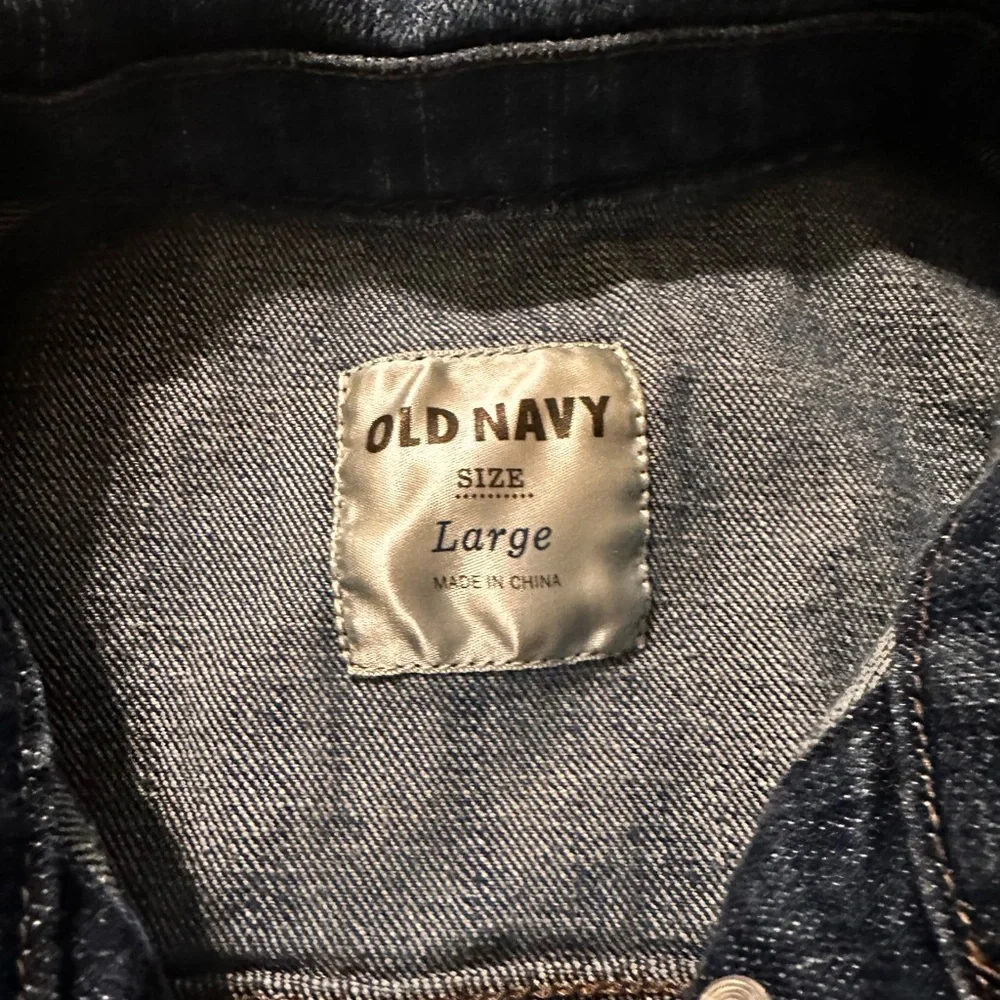 OLD NAVY
SIZE
Large
MADE IN CHINA